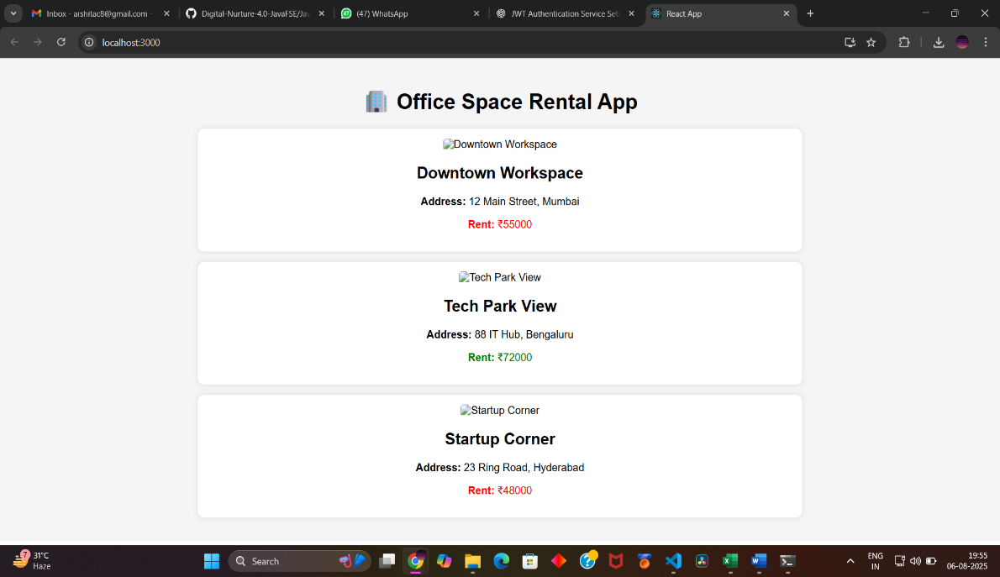 Inbox - arshitac8@gmail.com -
Digital-Nurture-4.0-JavaFSE/Jav
47
(47) WhatsApp
JWT Authentication Service Set
React App
localhost:3000
Office Space Rental App
Downtown Workspace
Downtown Workspace
Address: 12 Main Street, Mumbai
Rent: ₹55000
Tech Park View
Tech Park View
Address: 88 IT Hub, Bengaluru
Rent: ₹72000
Startup Corner
Startup Corner
Address: 23 Ring Road, Hyderabad
Rent: ₹48000
7
31°C
Haze
Search
ENG
IN
19:55
06-08-2025